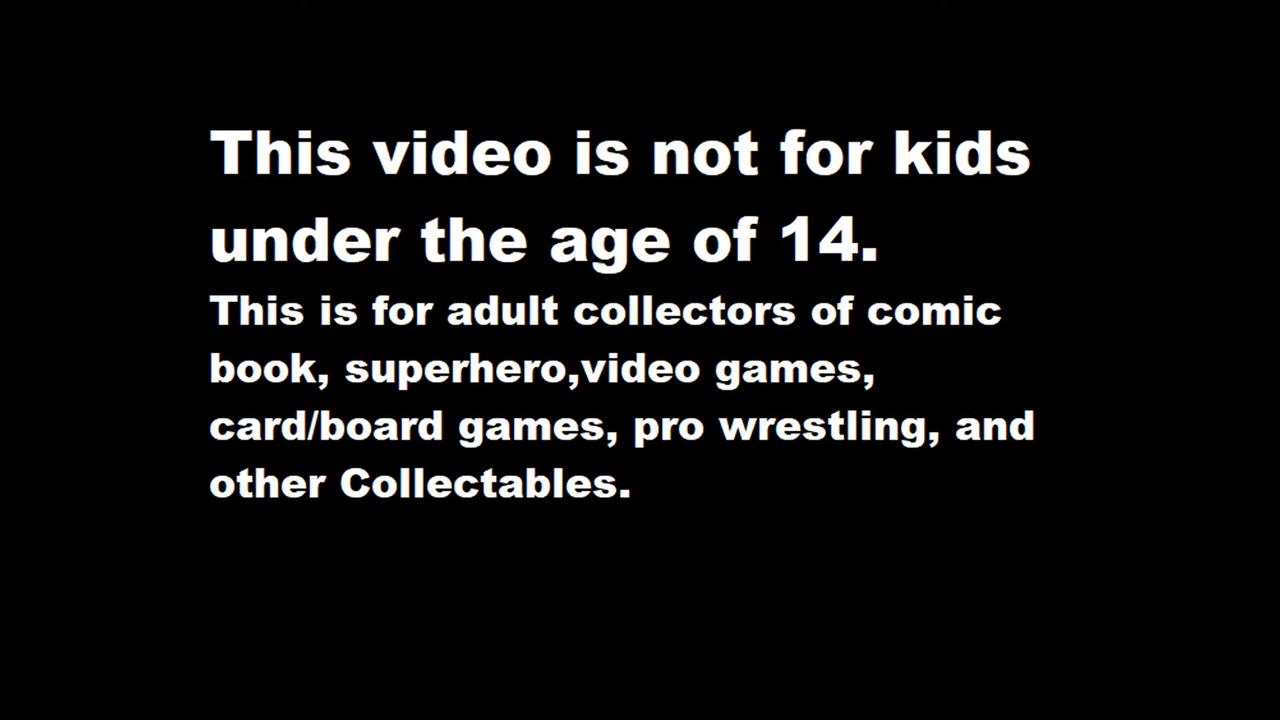 This video is not for kids
under the age of 14.
This is for adult collectors of comic
book, superhero,video games,
card/board games, pro wrestling, and
other Collectables.